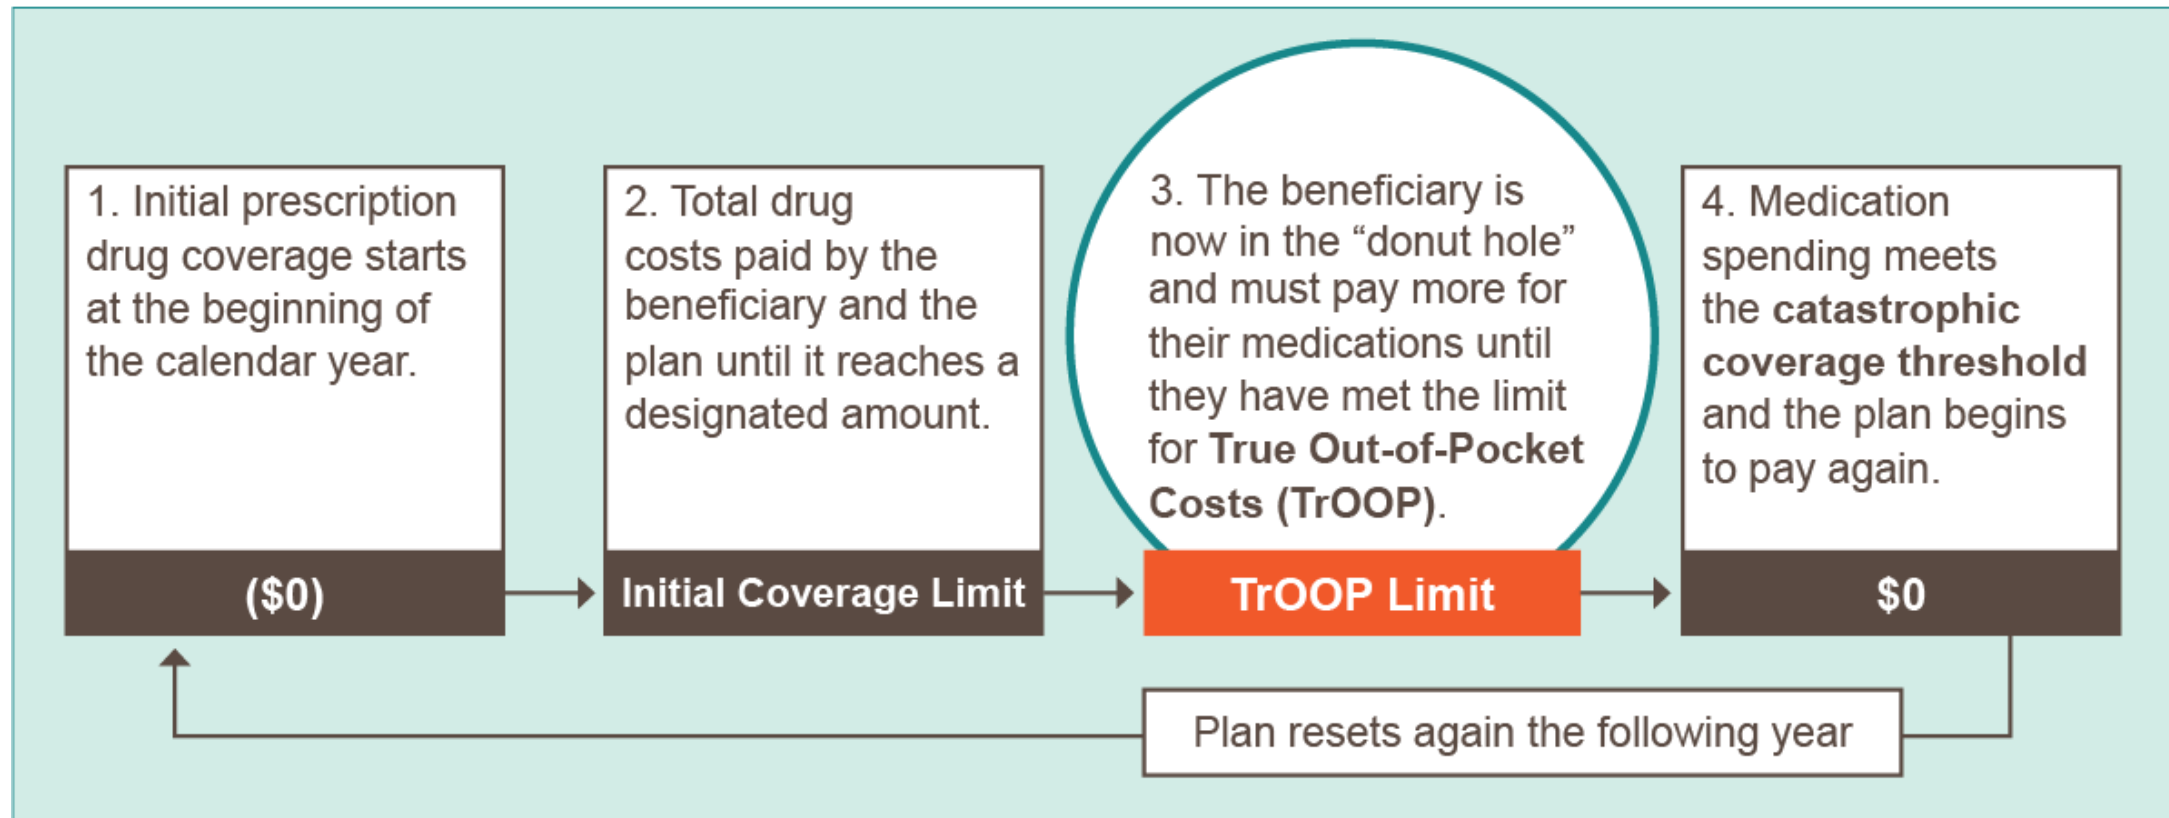 1. Initial prescription
drug coverage starts
at the beginning of
the calendar year.
($0)
2. Total drug
costs paid by the
beneficiary and the
plan until it reaches a
designated amount.
Initial Coverage Limit
3. The beneficiary is
now in the “donut hole”
and must pay more for
their medications until
they have met the limit
for True Out-of-Pocket
Costs (TrOOP).
TrOOP Limit
4. Medication
spending meets
the catastrophic
coverage threshold
and the plan begins
to pay again.
$0
Plan resets again the following year